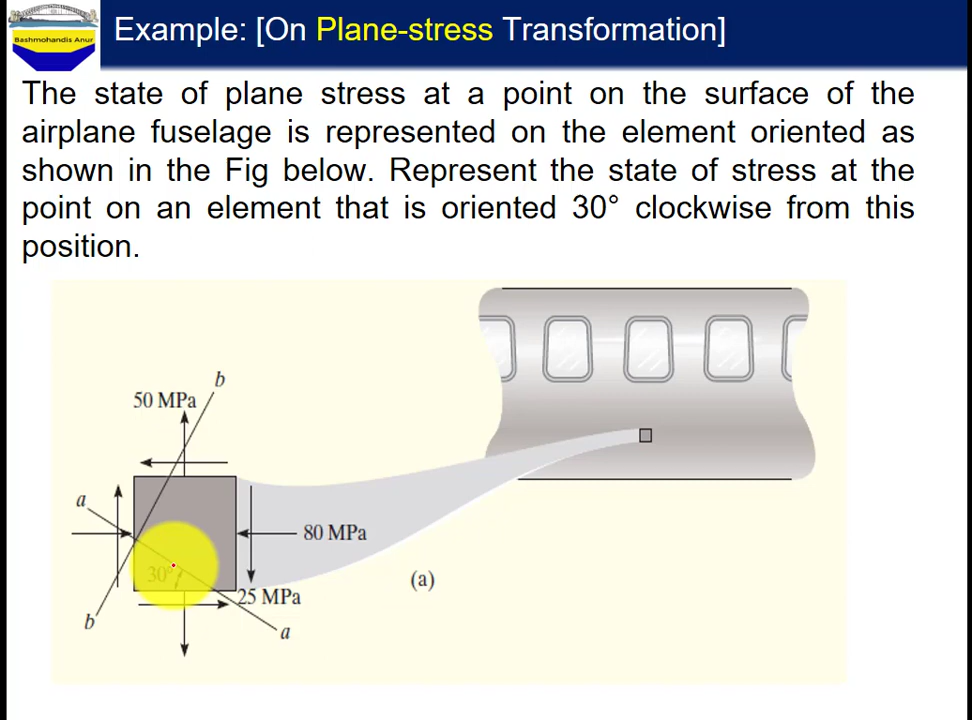 Bashmohandis Anur
Example: [On Plane-stress Transformation]
The state of plane stress at a point on the surface of the
airplane fuselage is represented on the element oriented as
shown in the Fig below. Represent the state of stress at the
point on an element that is oriented 30° clockwise from this
position.
b
50 MPa
a
80 MPa
30°
(a)
25 MPa
b
a